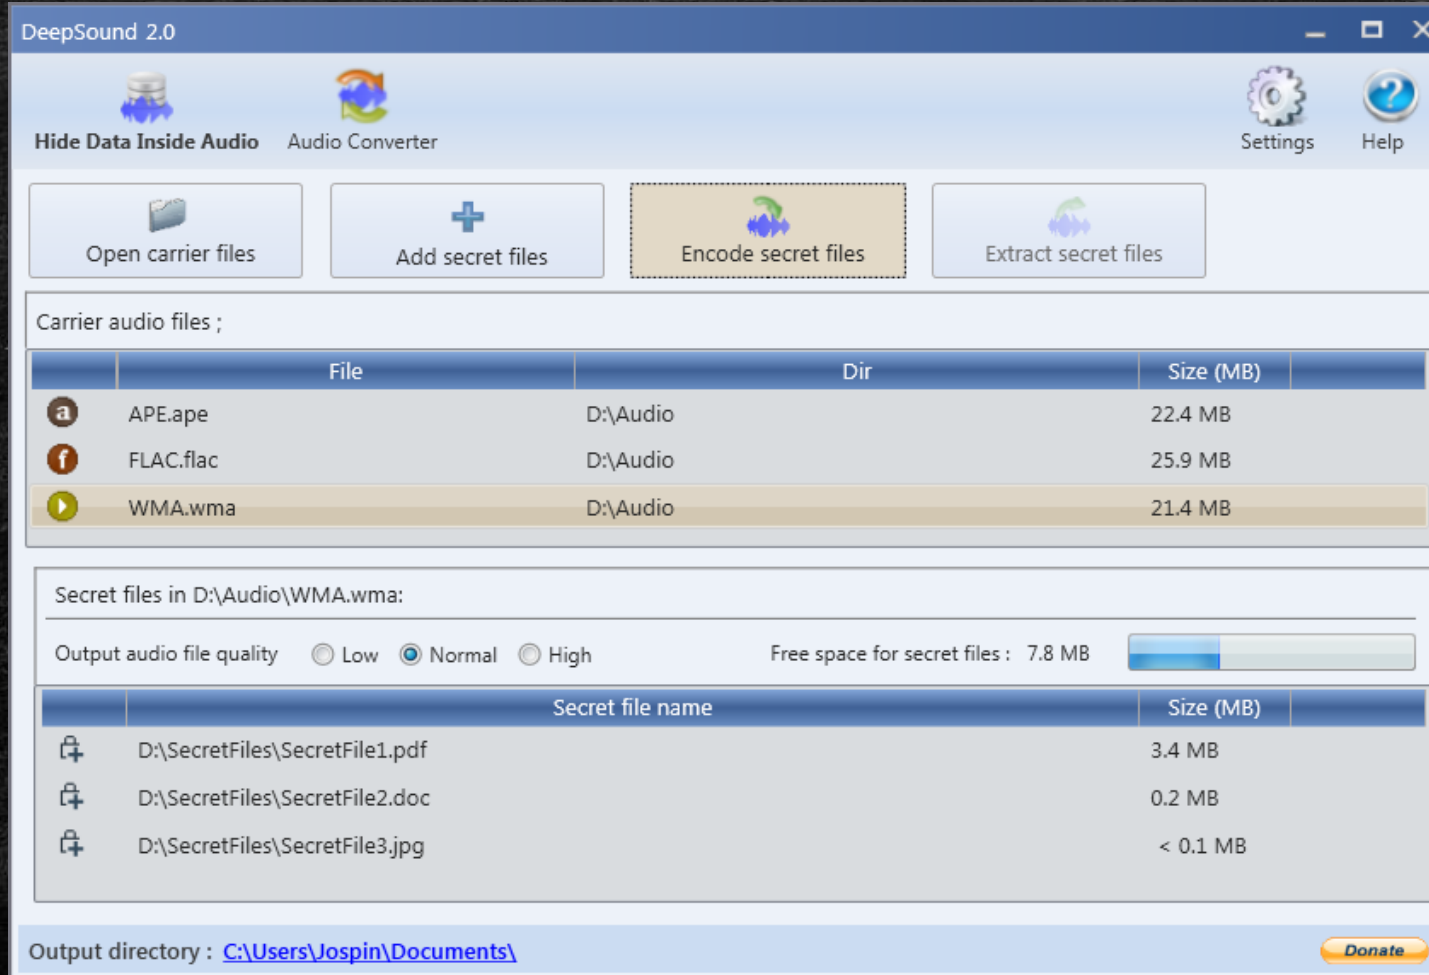 DeepSound 2.0
Hide Data Inside Audio Audio Converter Settings Help
Open carrier files Add secret files Encode secret files Extract secret files
Carrier audio files ;
File Dir Size (MB)
a APE.ape D:\Audio 22.4 MB
f FLAC.flac D:\Audio 25.9 MB
WMA.wma D:\Audio 21.4 MB
Secret files in D:\Audio\WMA.wma:
Output audio file quality Low Normal High Free space for secret files : 7.8 MB
Secret file name Size (MB)
D:\SecretFiles\SecretFile1.pdf 3.4 MB
D:\SecretFiles\SecretFile2.doc 0.2 MB
D:\SecretFiles\SecretFile3.jpg < 0.1 MB
Output directory : C:\Users\Jospin\Documents\ Donate